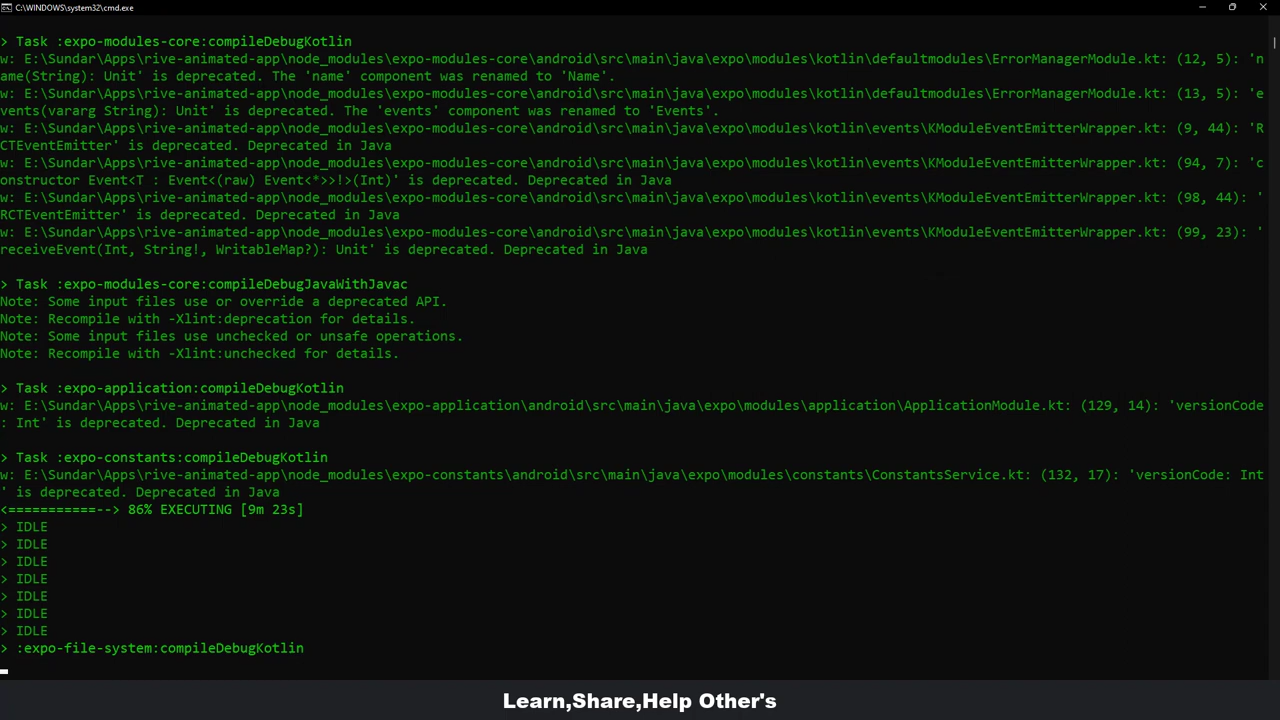 C:\WINDOWS\system32\cmd.exe
> Task :expo-modules-core:compileDebugKotlin
w: E:\Sundar\Apps\rive-animated-app\node_modules\expo-modules-core\android\src\main\java\expo\modules\kotlin\defaultmodules\ErrorManagerModule.kt: (12, 5): 'n
ame(String): Unit' is deprecated. The 'name' component was renamed to 'Name'.
w: E:\Sundar\Apps\rive-animated-app\node_modules\expo-modules-core\android\src\main\java\expo\modules\kotlin\defaultmodules\ErrorManagerModule.kt: (13, 5): 'e
vents(vararg String): Unit' is deprecated. The 'events' component was renamed to 'Events'.
w: E:\Sundar\Apps\rive-animated-app\node_modules\expo-modules-core\android\src\main\java\expo\modules\kotlin\events\KModuleEventEmitterWrapper.kt: (9, 44): 'R
CTEventEmitter' is deprecated. Deprecated in Java
w: E:\Sundar\Apps\rive-animated-app\node_modules\expo-modules-core\android\src\main\java\expo\modules\kotlin\events\KModuleEventEmitterWrapper.kt: (94, 7): 'c
onstructor Event<T : Event<(raw) Event<*>>!>(Int)' is deprecated. Deprecated in Java
w: E:\Sundar\Apps\rive-animated-app\node_modules\expo-modules-core\android\src\main\java\expo\modules\kotlin\events\KModuleEventEmitterWrapper.kt: (98, 44): '
RCTEventEmitter' is deprecated. Deprecated in Java
w: E:\Sundar\Apps\rive-animated-app\node_modules\expo-modules-core\android\src\main\java\expo\modules\kotlin\events\KModuleEventEmitterWrapper.kt: (99, 23): '
receiveEvent(Int, String!, WritableMap?): Unit' is deprecated. Deprecated in Java
> Task :expo-modules-core:compileDebugJavaWithJavac
Note: Some input files use or override a deprecated API.
Note: Recompile with -Xlint:deprecation for details.
Note: Some input files use unchecked or unsafe operations.
Note: Recompile with -Xlint:unchecked for details.
> Task :expo-application:compileDebugKotlin
w: E:\Sundar\Apps\rive-animated-app\node_modules\expo-application\android\src\main\java\expo\modules\application\ApplicationModule.kt: (129, 14): 'versionCode
: Int' is deprecated. Deprecated in Java
> Task :expo-constants:compileDebugKotlin
w: E:\Sundar\Apps\rive-animated-app\node_modules\expo-constants\android\src\main\java\expo\modules\constants\ConstantsService.kt: (132, 17): 'versionCode: Int
' is deprecated. Deprecated in Java
<===========--> 86% EXECUTING [9m 23s]
> IDLE
> IDLE
> IDLE
> IDLE
> IDLE
> IDLE
> IDLE
> :expo-file-system:compileDebugKotlin
Learn,Share,Help Other's